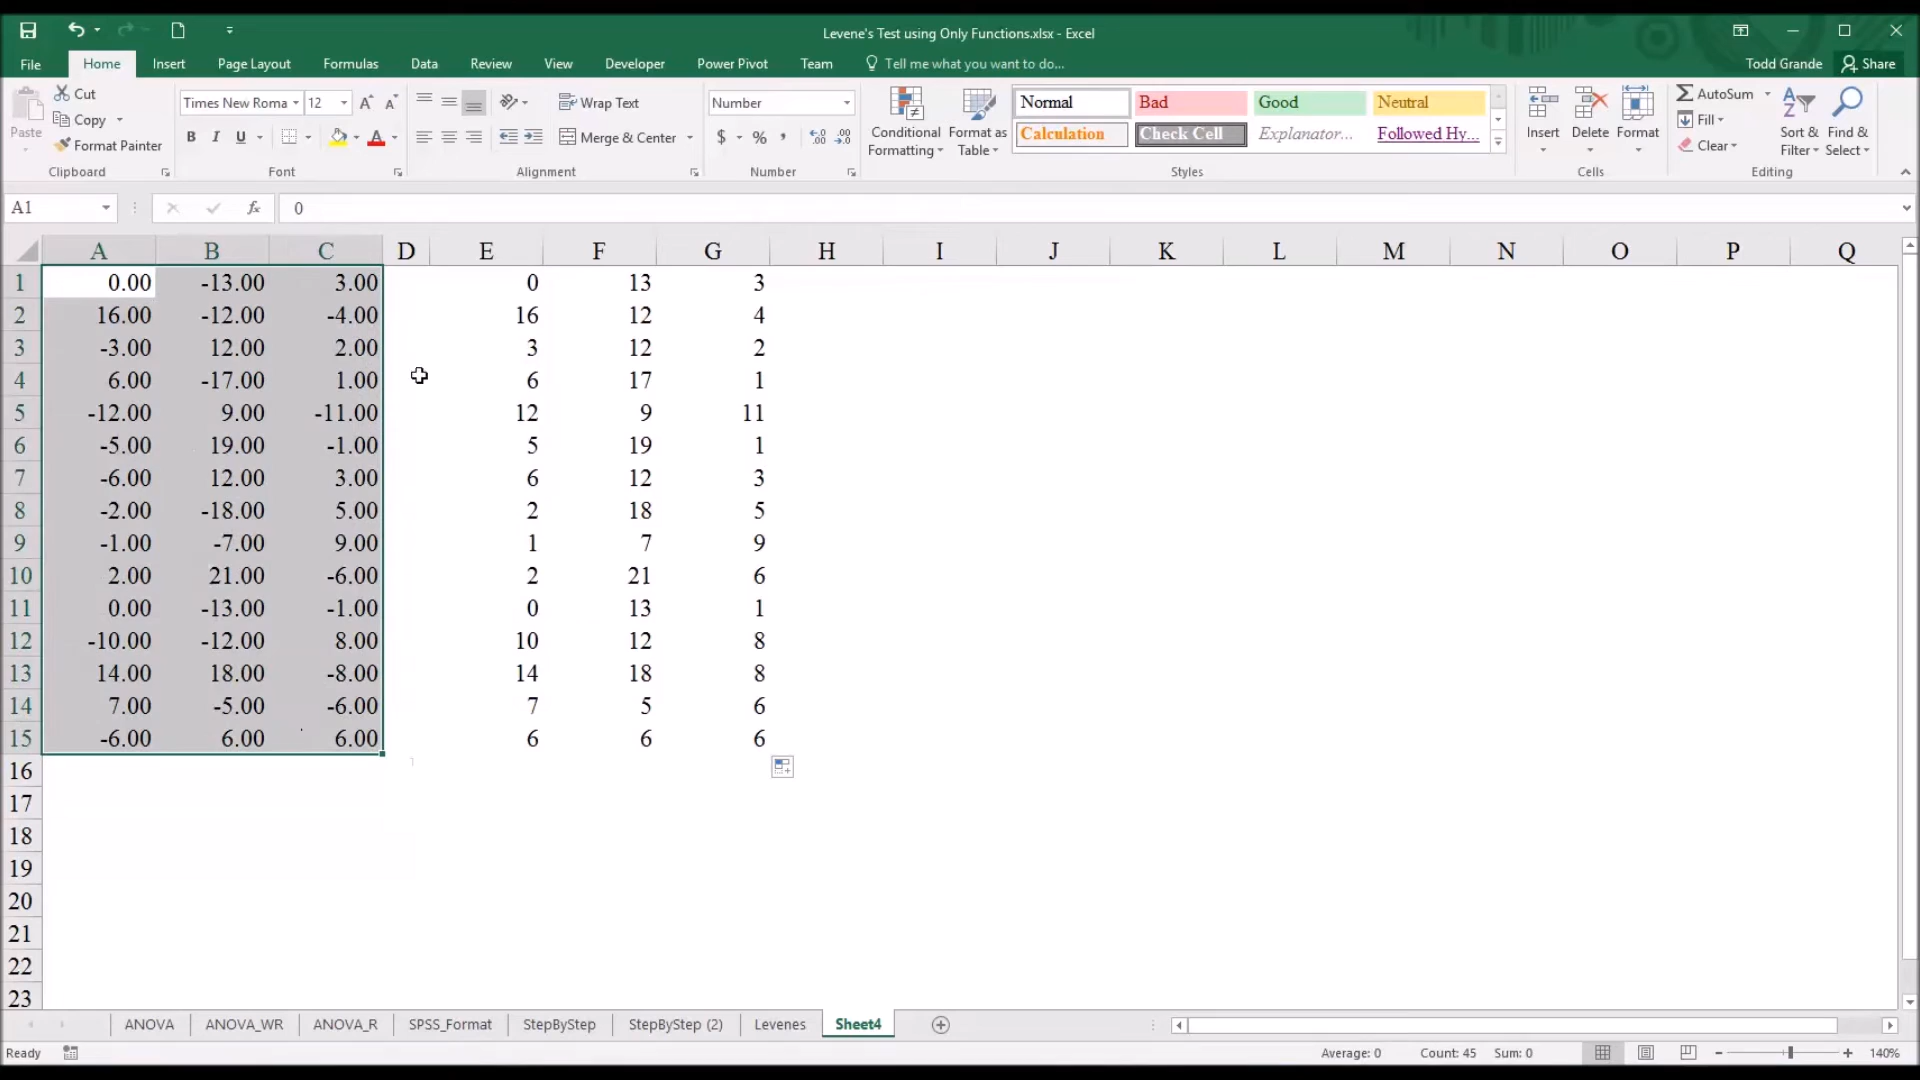 Levene's Test using Only Functions.xlsx - Excel
File Home Insert Page Layout Formulas Data Review View Developer Power Pivot Team Tell me what you want to do... Todd Grande Share
Paste Cut Copy Format Painter Clipboard
Times New Roma 12 B I U Font
Wrap Text Merge & Center Alignment
Number $ % , Number
Conditional Formatting Format as Table
Normal Bad Good Neutral
Calculation Check Cell Explanator... Followed Hy...
Styles
Insert Delete Format Cells
AutoSum Fill Clear Sort & Filter Find & Select Editing
A1 fx 0
A B C D E F G H I J K L M N O P Q
1 0.00 -13.00 3.00 0 13 3
2 16.00 -12.00 -4.00 16 12 4
3 -3.00 12.00 2.00 3 12 2
4 6.00 -17.00 1.00 6 17 1
5 -12.00 9.00 -11.00 12 9 11
6 -5.00 19.00 -1.00 5 19 1
7 -6.00 12.00 3.00 6 12 3
8 -2.00 -18.00 5.00 2 18 5
9 -1.00 -7.00 9.00 1 7 9
10 2.00 21.00 -6.00 2 21 6
11 0.00 -13.00 -1.00 0 13 1
12 -10.00 -12.00 8.00 10 12 8
13 14.00 18.00 -8.00 14 18 8
14 7.00 -5.00 -6.00 7 5 6
15 -6.00 6.00 6.00 6 6 6
16
17
18
19
20
21
22
23
ANOVA ANOVA_WR ANOVA_R SPSS_Format StepByStep StepByStep (2) Levenes Sheet4
Ready Average: 0 Count: 45 Sum: 0 140%